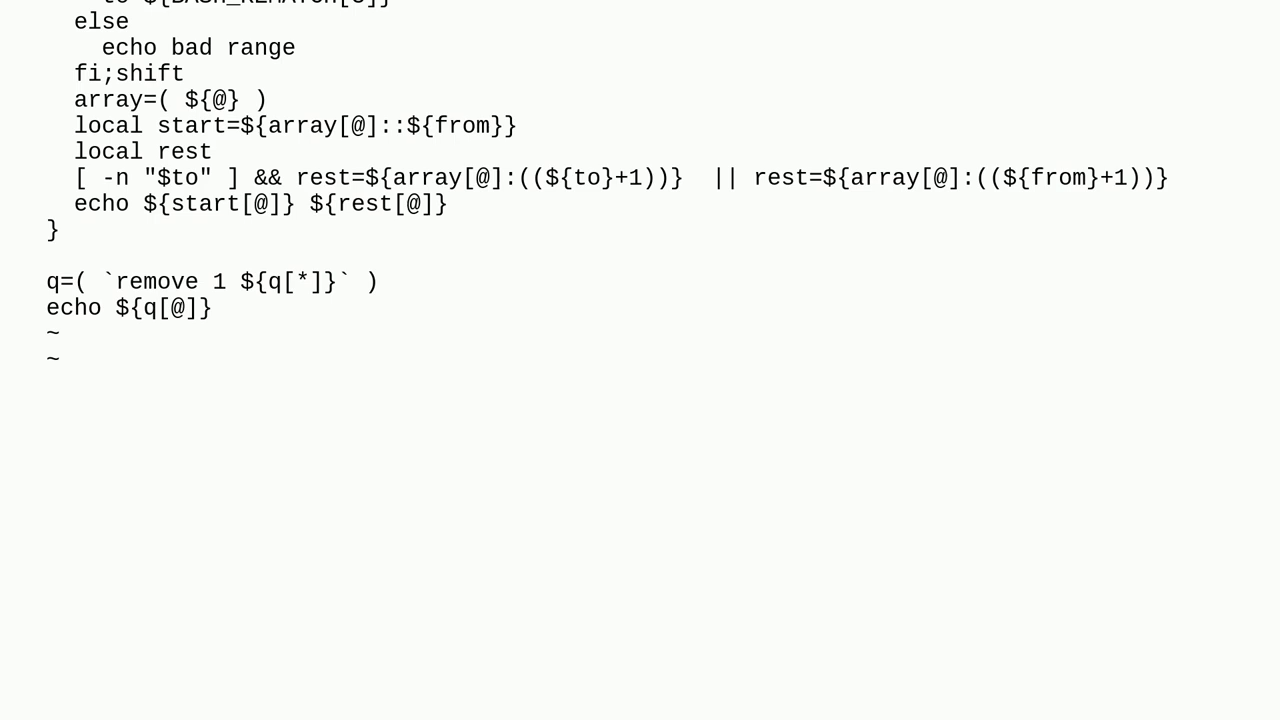 else
echo bad range
fi;shift
array=( ${@} )
local start=${array[@]::${from}}
local rest
[ -n "$to" ] && rest=${array[@]:((${to}+1))}  || rest=${array[@]:((${from}+1))}
echo ${start[@]} ${rest[@]}
}
q=( `remove 1 ${q[*]}` )
echo ${q[@]}
~
~